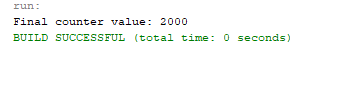 run:
Final counter value: 2000
BUILD SUCCESSFUL (total time: 0 seconds)